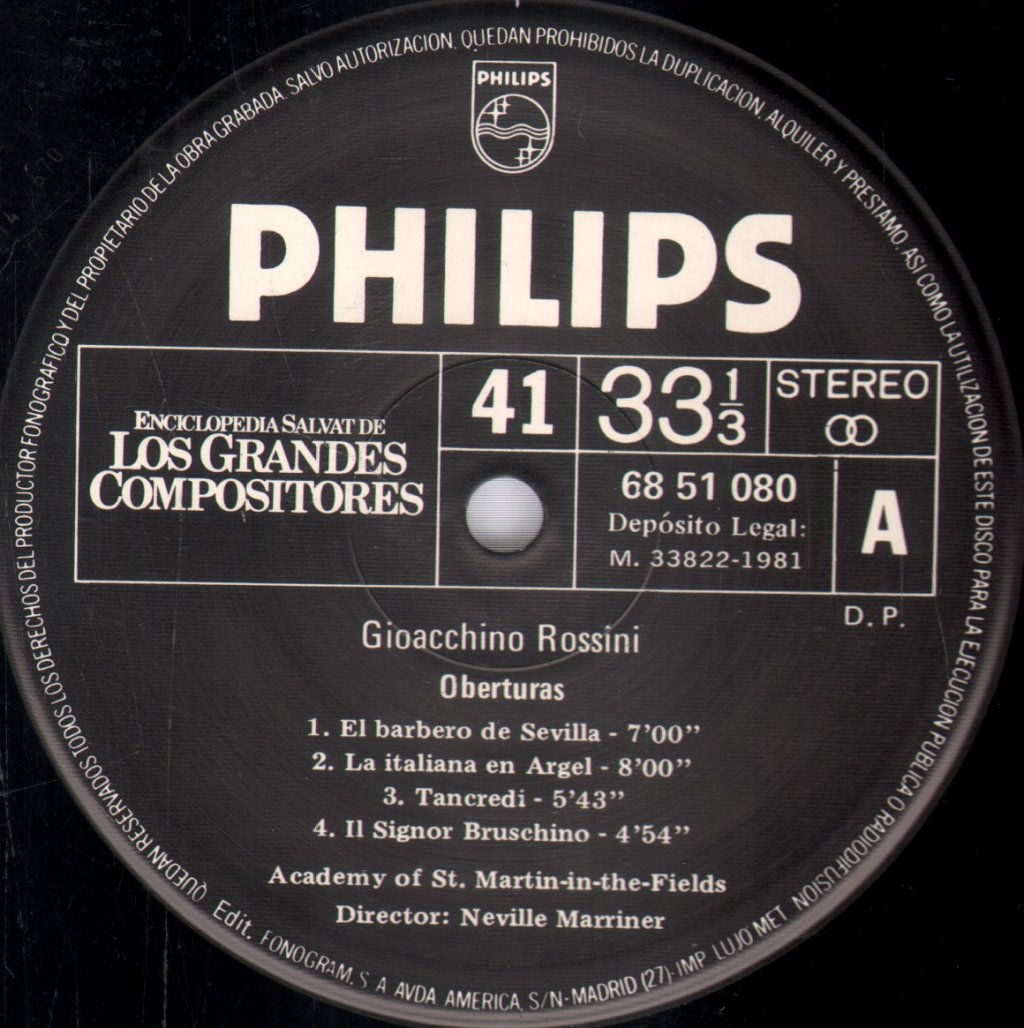 QUEDAN RESERVADOS TODOS LOS DERECHOS DEL PRODUCTOR FONOGRAFICO Y DEL PROPIETARIO DE LA OBRA GRABADA. SALVO AUTORIZACION, QUEDAN PROHIBIDOS LA DUPLICACION, ALQUILER Y PRESTAMO, ASI COMO LA UTILIZACION DE ESTE DISCO PARA LA EJECUCION PUBLICA O RADIODIFUSION
PHILIPS
PHILIPS
ENCICLOPEDIA SALVAT DE
LOS GRANDES
COMPOSITORES
41
33 1/3
STEREO
68 51 080
Depósito Legal:
M. 33822-1981
A
D. P.
Gioacchino Rossini
Oberturas
1. El barbero de Sevilla - 7'00"
2. La italiana en Argel - 8'00"
3. Tancredi - 5'43"
4. Il Signor Bruschino - 4'54"
Academy of St. Martin-in-the-Fields
Director: Neville Marriner
Edit. FONOGRAM, S A AVDA AMERICA, S/N - MADRID (27)- IMP LUJO MET